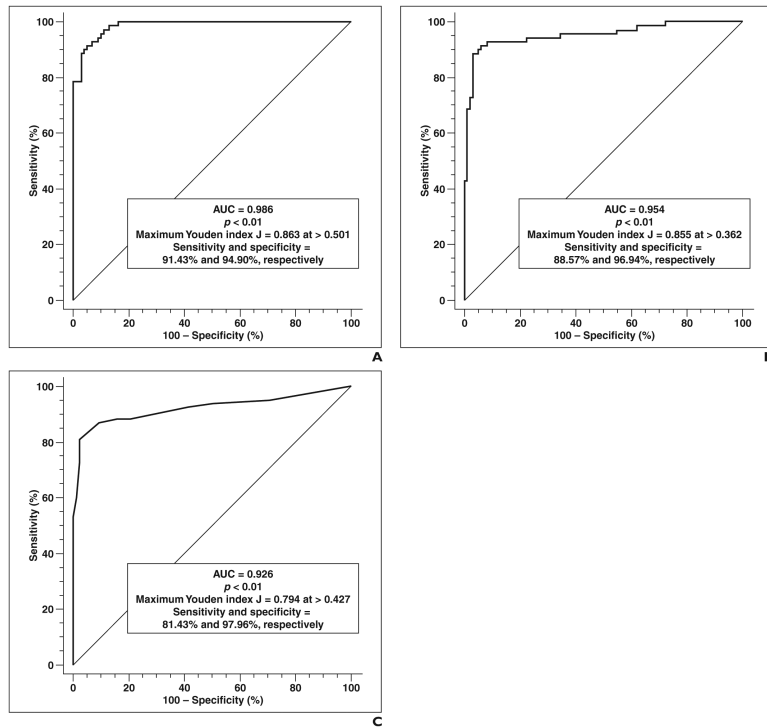 100
80
60
40
20
0
Sensitivity (%)
AUC = 0.986
p < 0.01
Maximum Youden index J = 0.863 at > 0.501
Sensitivity and specificity =
91.43% and 94.90%, respectively
0 20 40 60 80 100
100 – Specificity (%)
A
100
80
60
40
20
0
Sensitivity (%)
AUC = 0.954
p < 0.01
Maximum Youden index J = 0.855 at > 0.362
Sensitivity and specificity =
88.57% and 96.94%, respectively
0 20 40 60 80 100
100 – Specificity (%)
100
80
60
40
20
0
Sensitivity (%)
AUC = 0.926
p < 0.01
Maximum Youden index J = 0.794 at > 0.427
Sensitivity and specificity =
81.43% and 97.96%, respectively
0 20 40 60 80 100
100 – Specificity (%)
C